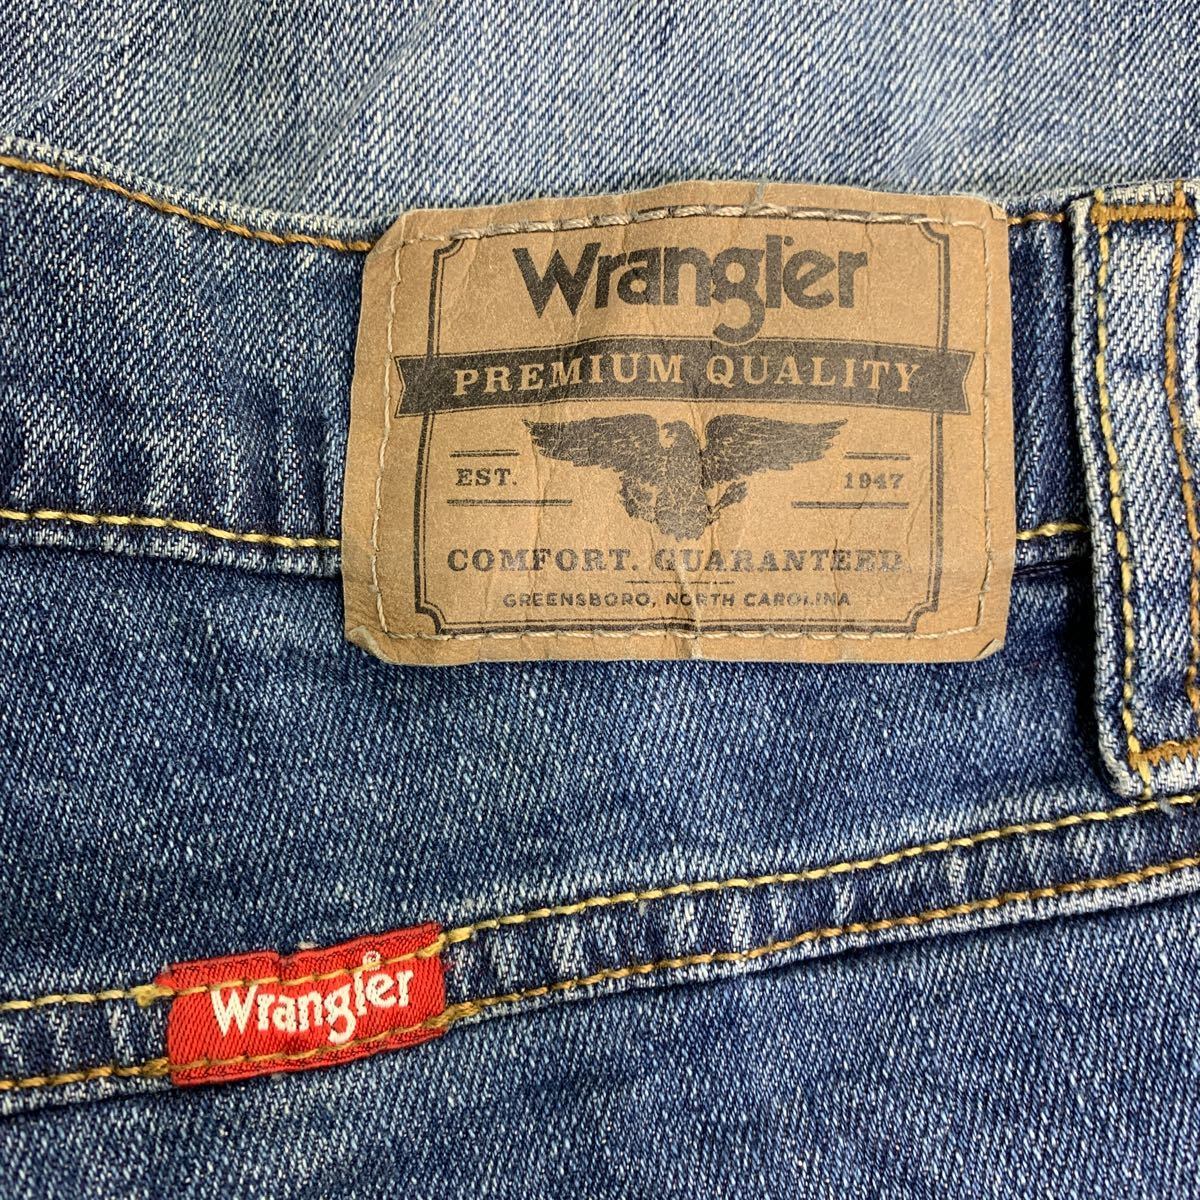 Wrangler
PREMIUM QUALITY
EST. 1947
COMFORT. GUARANTEED.
GREENSBORO, NORTH CAROLINA
Wrangler®